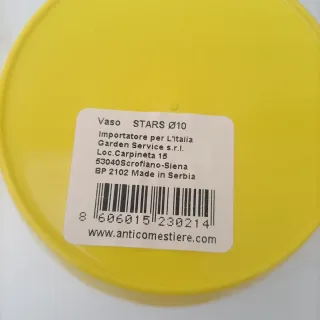 Vaso STARS Ø10
Importatore per L'Italia
Garden Service s.r.l.
Loc.Carpineta 15
53040Scrofiano-Siena
BP 2102 Made in Serbia
8 606015 230214
www.anticomestiere.com